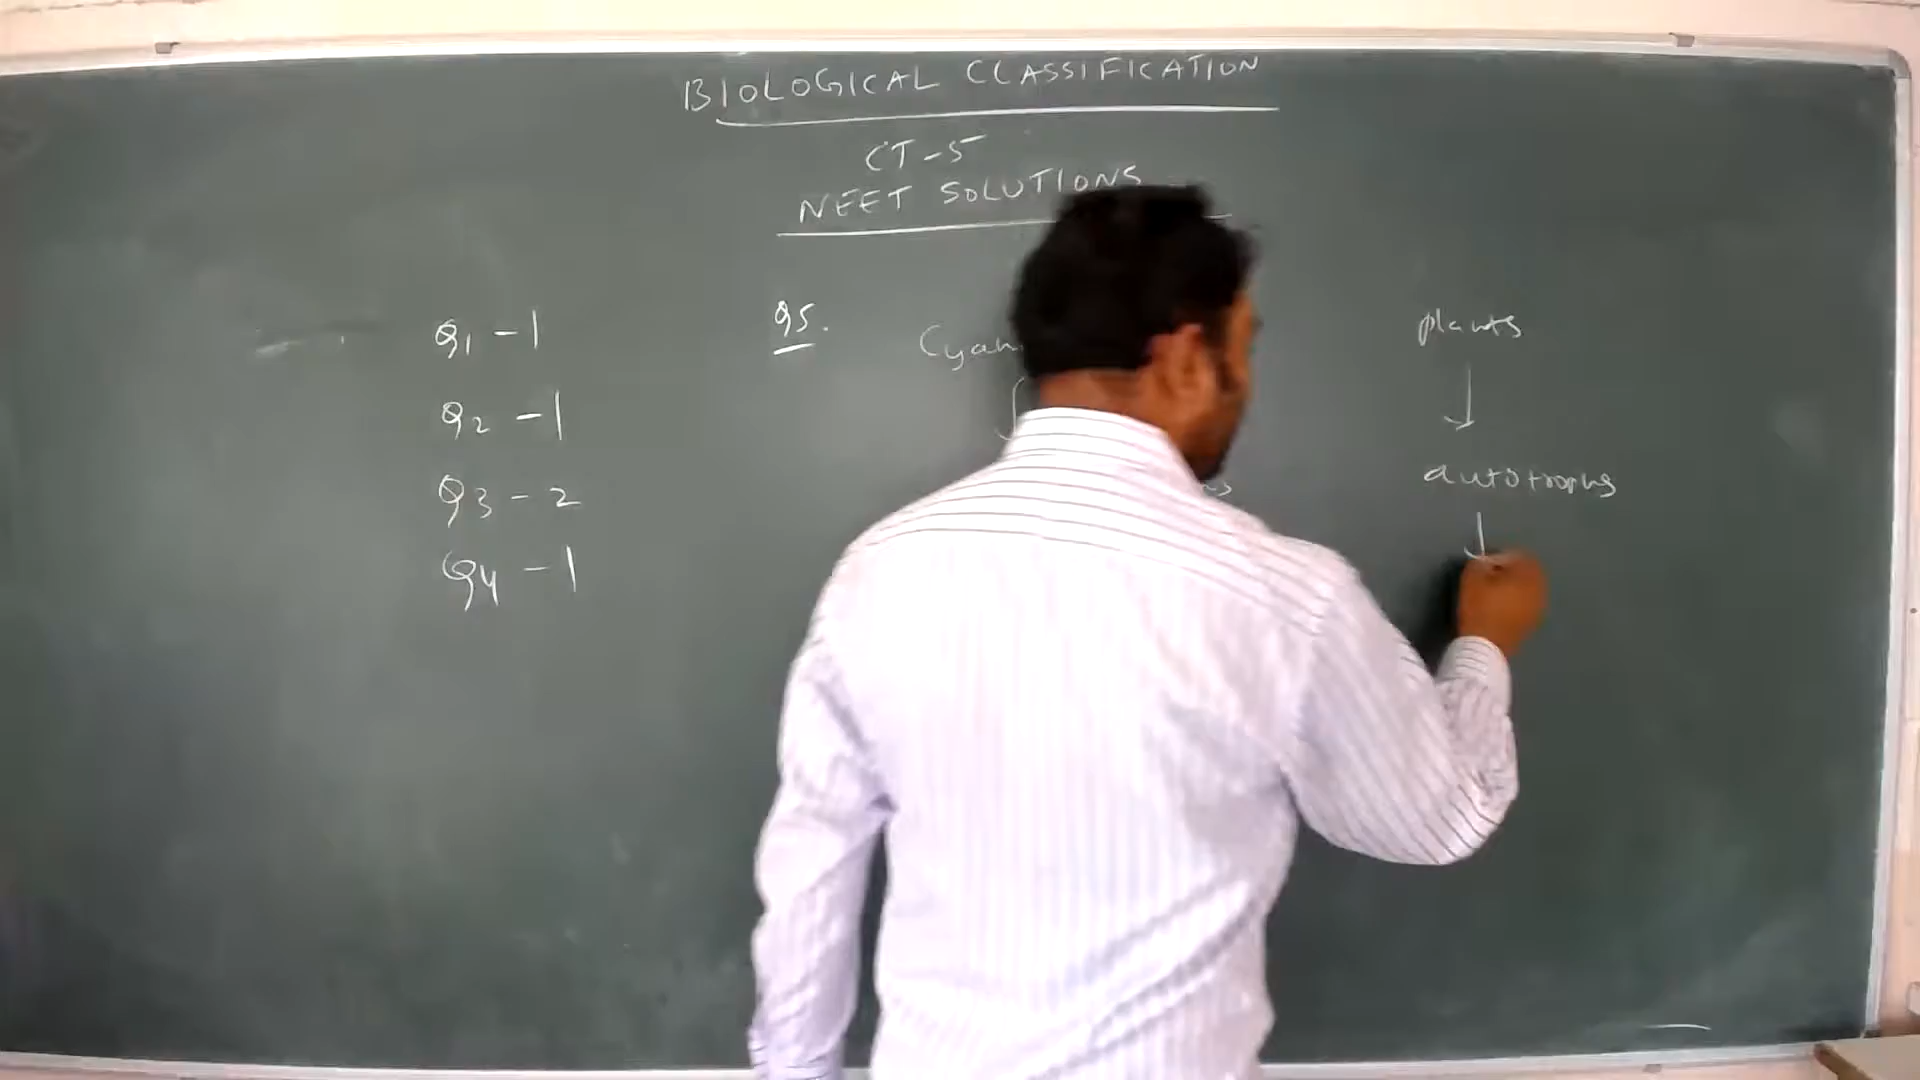 BIOLOGICAL CLASSIFICATION
CT-5
NEET SOLUTIONS
Q1 - 1
Q2 - 1
Q3 - 2
Q4 - 1
Q5.
plants
autotrophs